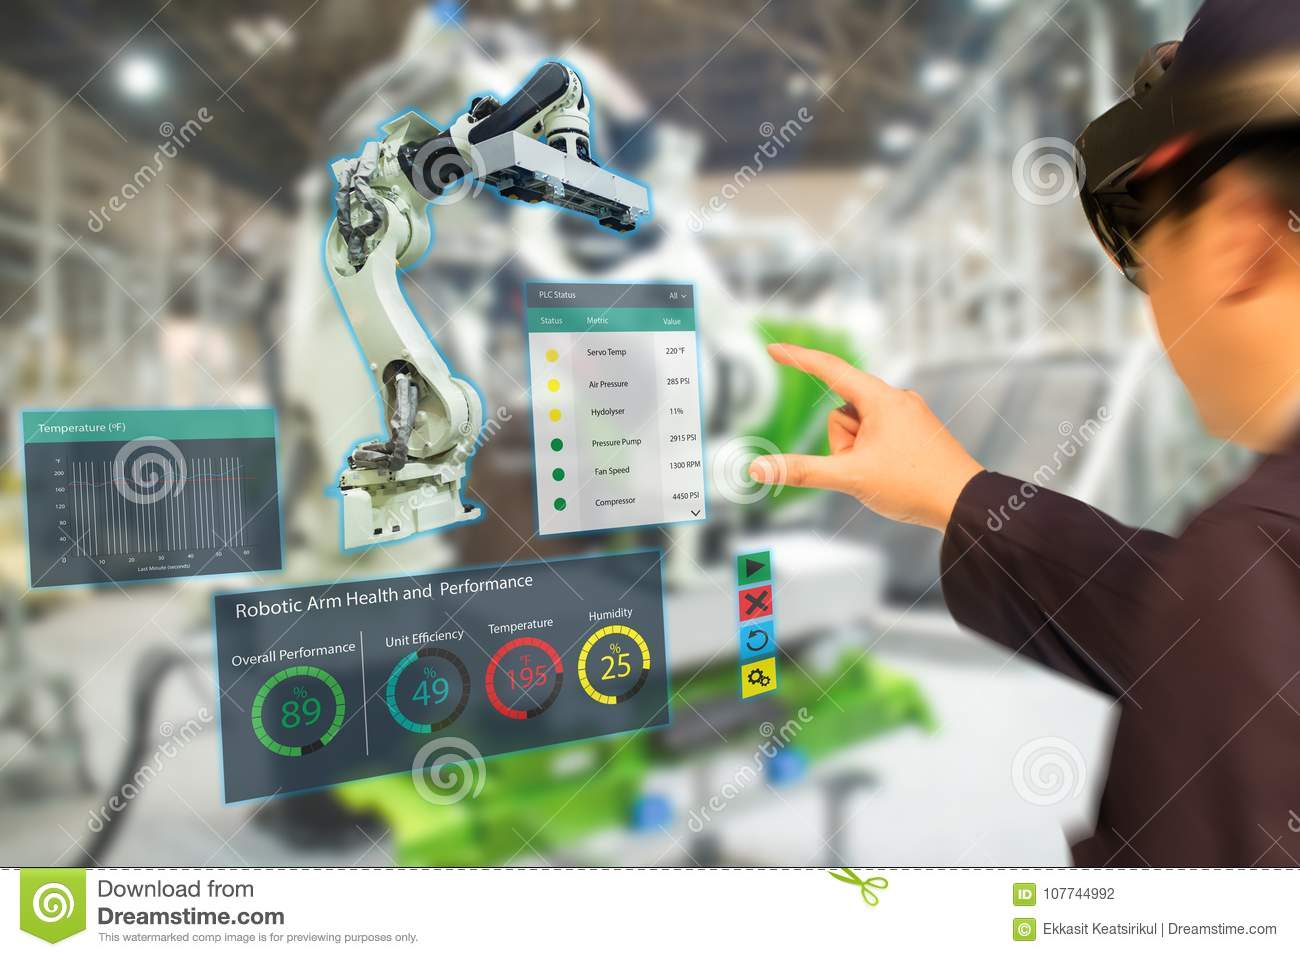 PLC Status All
Status Metric Value
Servo Temp 220 °F
Air Pressure 285 PSI
Hydolyser 11%
Pressure Pump 2915 PSI
Fan Speed 1300 RPM
Compressor 4450 PSI
Temperature (ºF)
°F
200
160
120
80
40
0
10 20 30 40 50 60
Last Minute (seconds)
Robotic Arm Health and Performance
Overall Performance
% 89
Unit Efficiency
% 49
Temperature
°F 195
Humidity
% 25
dreamstime
dreamstime
dreamstime
dreamstime
dreamstime
dreamstime
dreamstime
dreamstime
Download from
Dreamstime.com
This watermarked comp image is for previewing purposes only.
ID 107744992
© Ekkasit Keatsirikul | Dreamstime.com